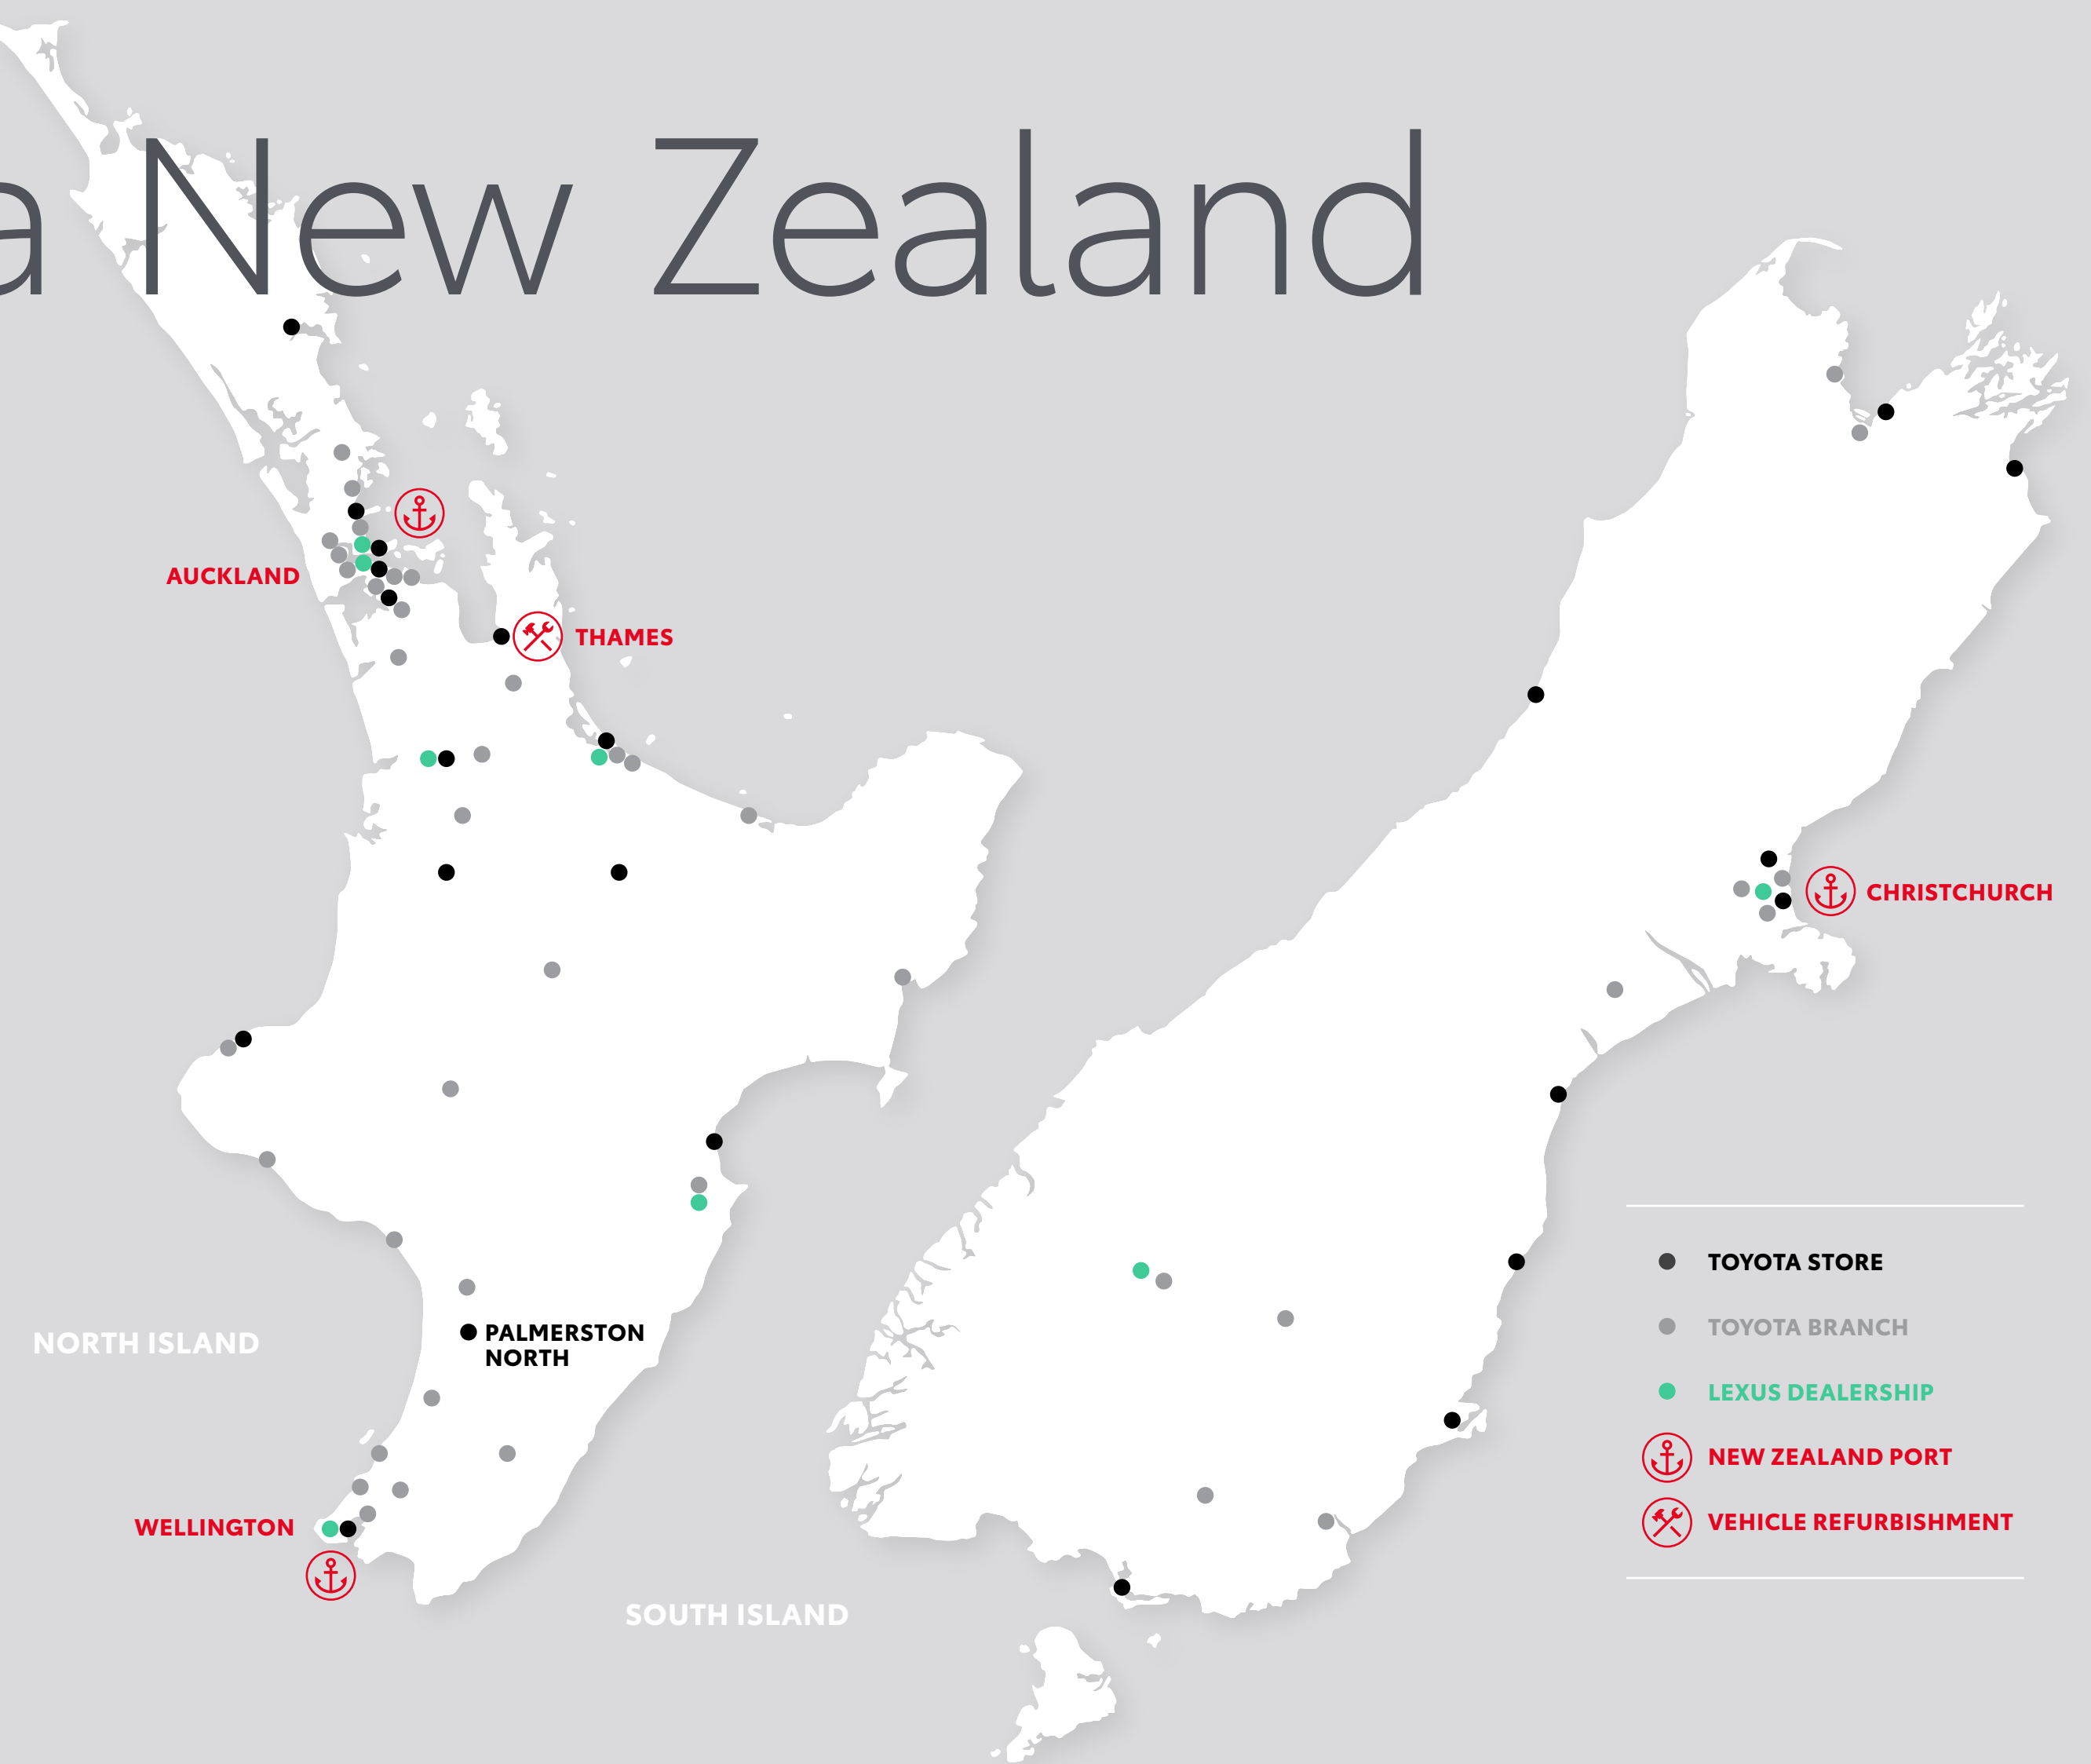 a New Zealand
AUCKLAND
THAMES
CHRISTCHURCH
TOYOTA STORE
TOYOTA BRANCH
LEXUS DEALERSHIP
NEW ZEALAND PORT
VEHICLE REFURBISHMENT
PALMERSTON
NORTH
NORTH ISLAND
WELLINGTON
SOUTH ISLAND